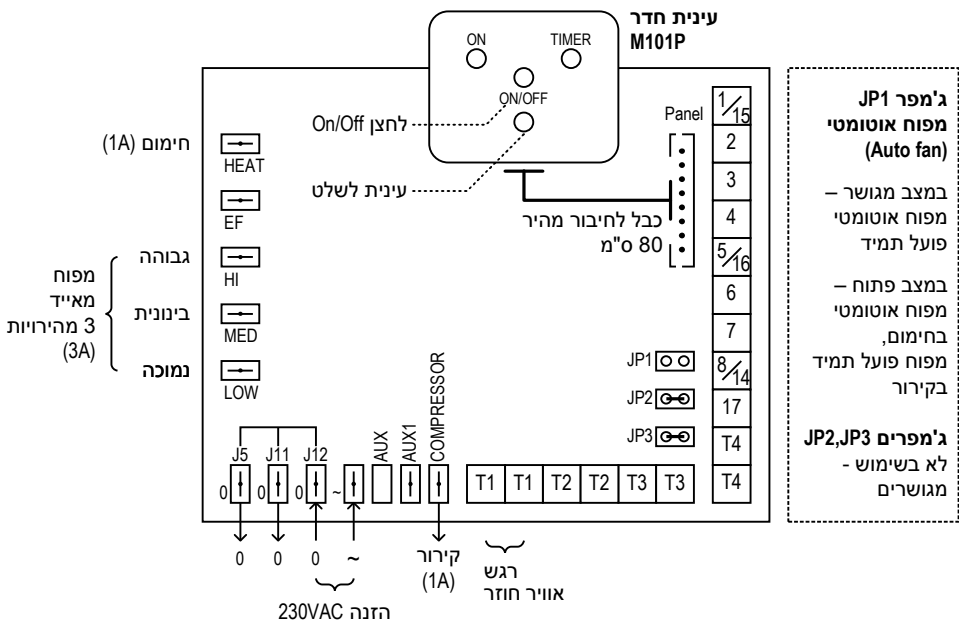 עינית חדר
M101P
ON
TIMER
ON/OFF
לחצן On/Off
עינית לשלט
Panel
כבל לחיבור מהיר
80 ס"מ
חימום (1A)
HEAT
EF
גבוהה
HI
בינונית
MED
נמוכה
LOW
מפוח
מאייד
3 מהירויות
(3A)
1/15
2
3
4
5/16
6
7
8/14
17
T4
T4
JP1
JP2
JP3
J5
J11
J12
AUX
AUX1
COMPRESSOR
0
0
0
~
T1
T1
T2
T2
T3
T3
0
0
0
~
קירור
(1A)
רגש
אוויר חוזר
הזנה 230VAC
ג'מפר JP1
מפוח אוטומטי
(Auto fan)
במצב מגושר –
מפוח אוטומטי
פועל תמיד
במצב פתוח –
מפוח אוטומטי
בחימום,
מפוח פועל תמיד
בקירור
ג'מפרים JP2,JP3
לא בשימוש -
מגושרים